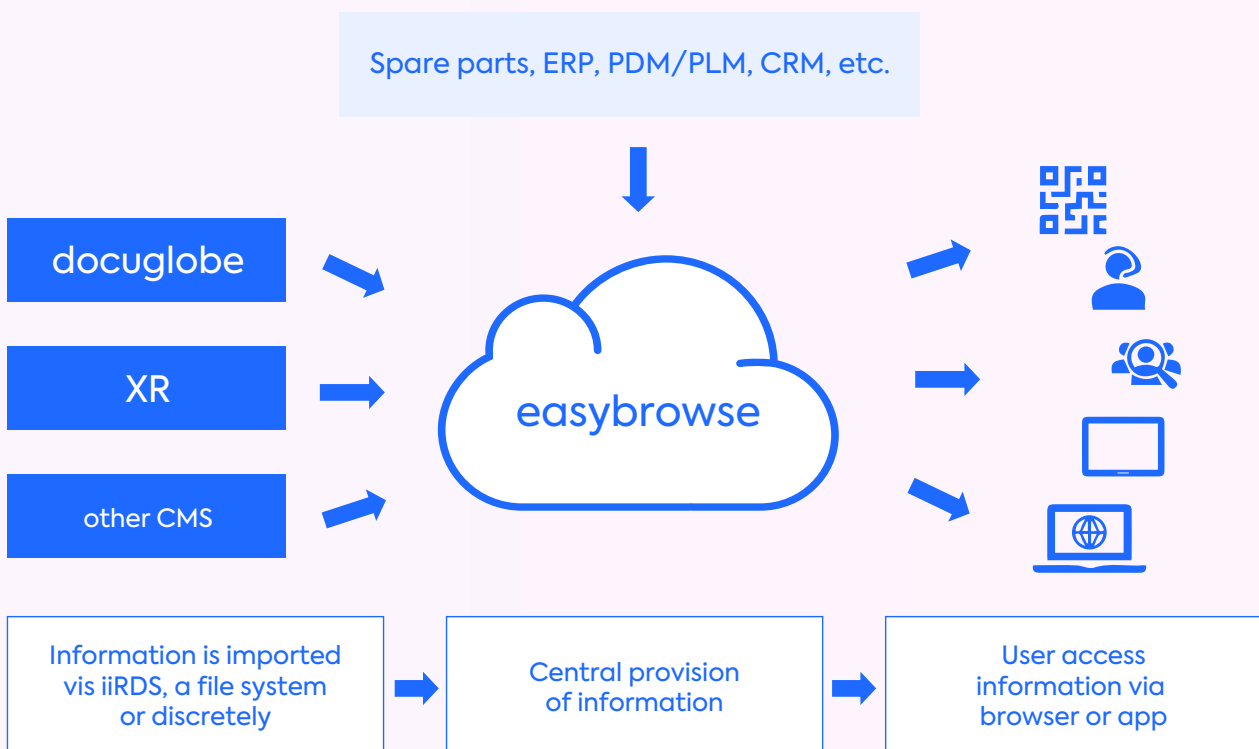 Spare parts, ERP, PDM/PLM, CRM, etc.
docuglobe
XR
other CMS
easybrowse
Information is imported
vis iiRDS, a file system
or discretely
Central provision
of information
User access
information via
browser or app